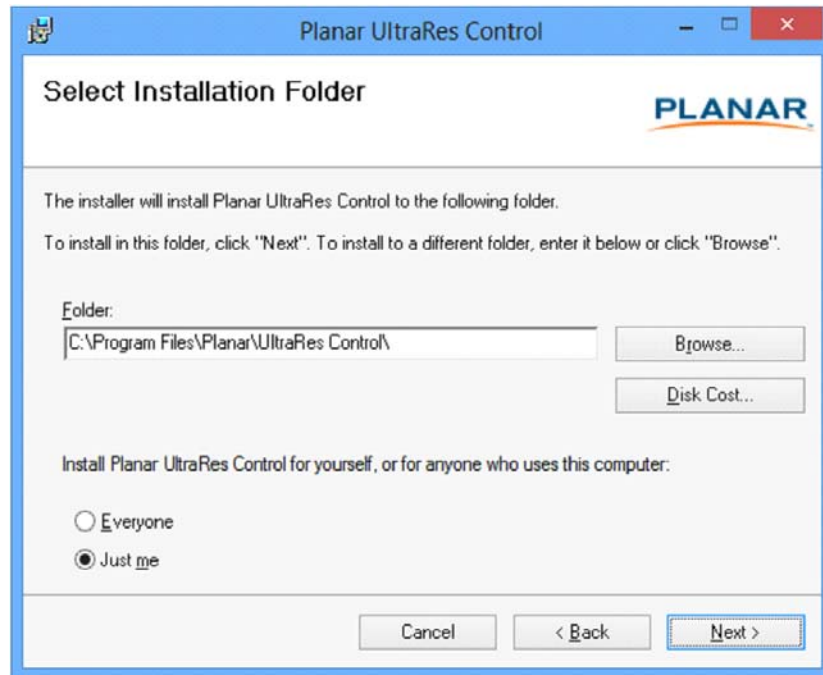 Planar UltraRes Control
Select Installation Folder
PLANAR
The installer will install Planar UltraRes Control to the following folder.
To install in this folder, click "Next". To install to a different folder, enter it below or click "Browse".
Folder:
C:\Program Files\Planar\UltraRes Control\
Browse...
Disk Cost...
Install Planar UltraRes Control for yourself, or for anyone who uses this computer:
Everyone
Just me
Cancel
< Back
Next >